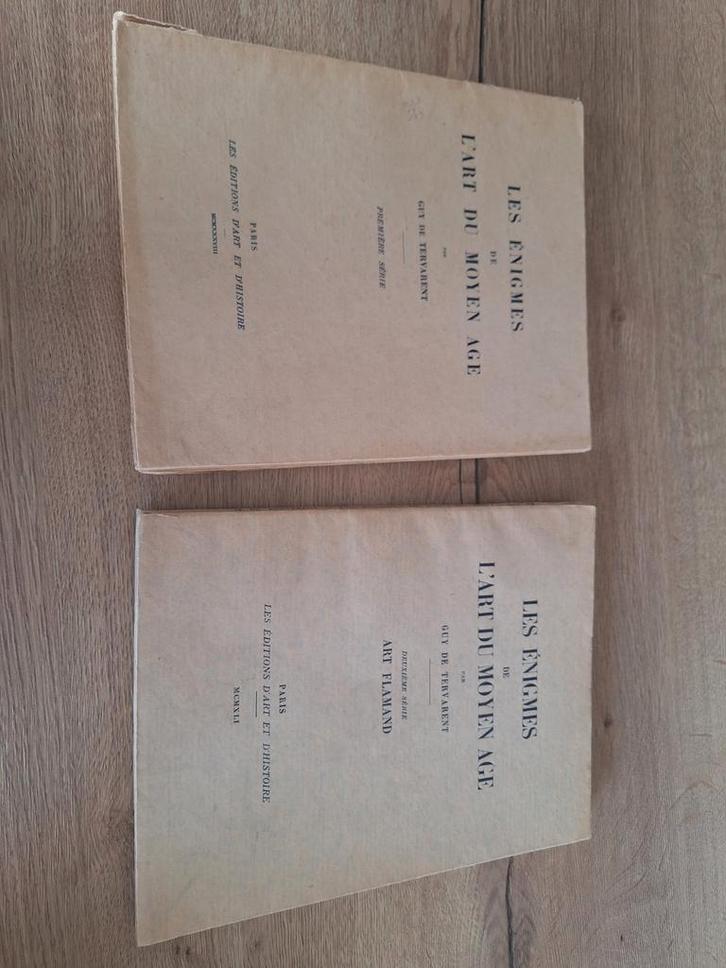 LES ÉNIGMES
DE
L'ART DU MOYEN AGE
PAR
GUY DE TERVARENT
PREMIÈRE SÉRIE
PARIS
LES ÉDITIONS D'ART ET D'HISTOIRE
MCMXXXVIII
LES ÉNIGMES
DE
L'ART DU MOYEN AGE
PAR
GUY DE TERVARENT
DEUXIÈME SÉRIE
ART FLAMAND
PARIS
LES ÉDITIONS D'ART ET D'HISTOIRE
MCMXLI